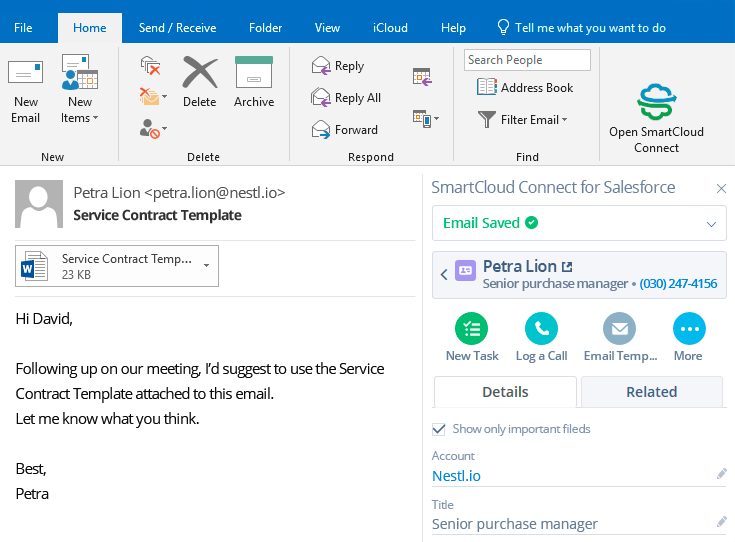 File Home Send / Receive Folder View iCloud Help Tell me what you want to do
New Email
New Items
Delete
Archive
Reply
Reply All
Forward
Search People
Address Book
Filter Email
Open SmartCloud Connect
New Delete Respond Find
Petra Lion <petra.lion@nestl.io>
Service Contract Template
Service Contract Temp...
23 KB
Hi David,
Following up on our meeting, I'd suggest to use the Service
Contract Template attached to this email.
Let me know what you think.
Best,
Petra
SmartCloud Connect for Salesforce
Email Saved
Petra Lion
Senior purchase manager • (030) 247-4156
New Task Log a Call Email Temp... More
Details Related
Show only important fileds
Account
Nestl.io
Title
Senior purchase manager